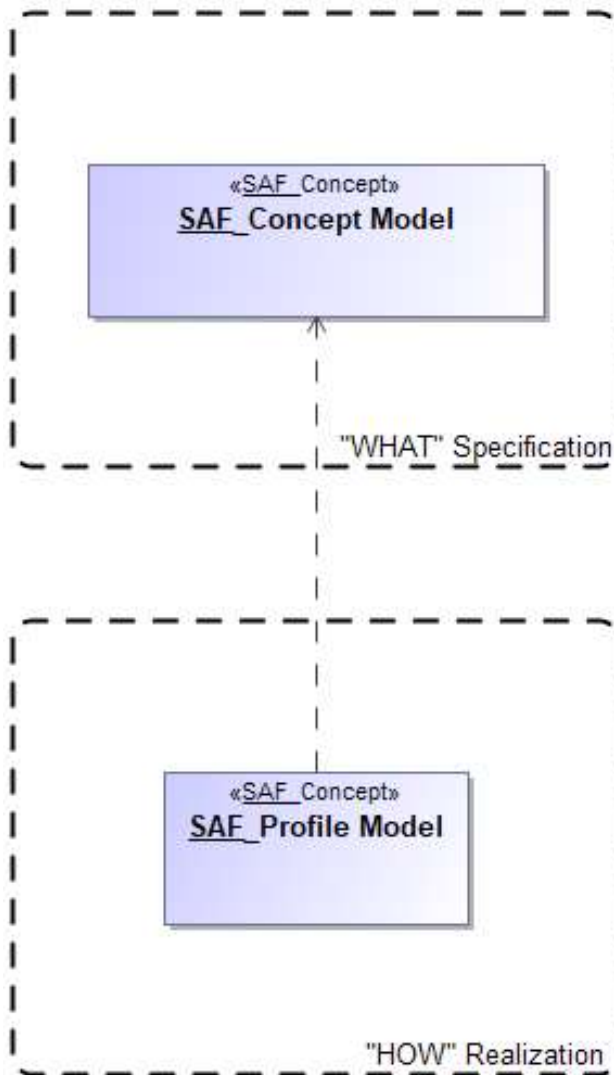 «SAF_Concept»
SAF_Concept Model
"WHAT" Specification
«SAF_Concept»
SAF_Profile Model
"HOW" Realization